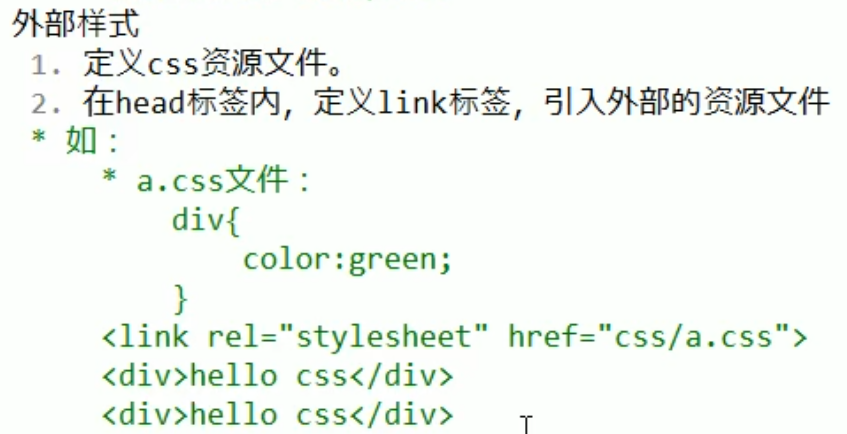 外部样式
1. 定义css资源文件。
2. 在head标签内，定义link标签，引入外部的资源文件
* 如：
* a.css文件：
div{
color:green;
}
<link rel="stylesheet" href="css/a.css">
<div>hello css</div>
<div>hello css</div>